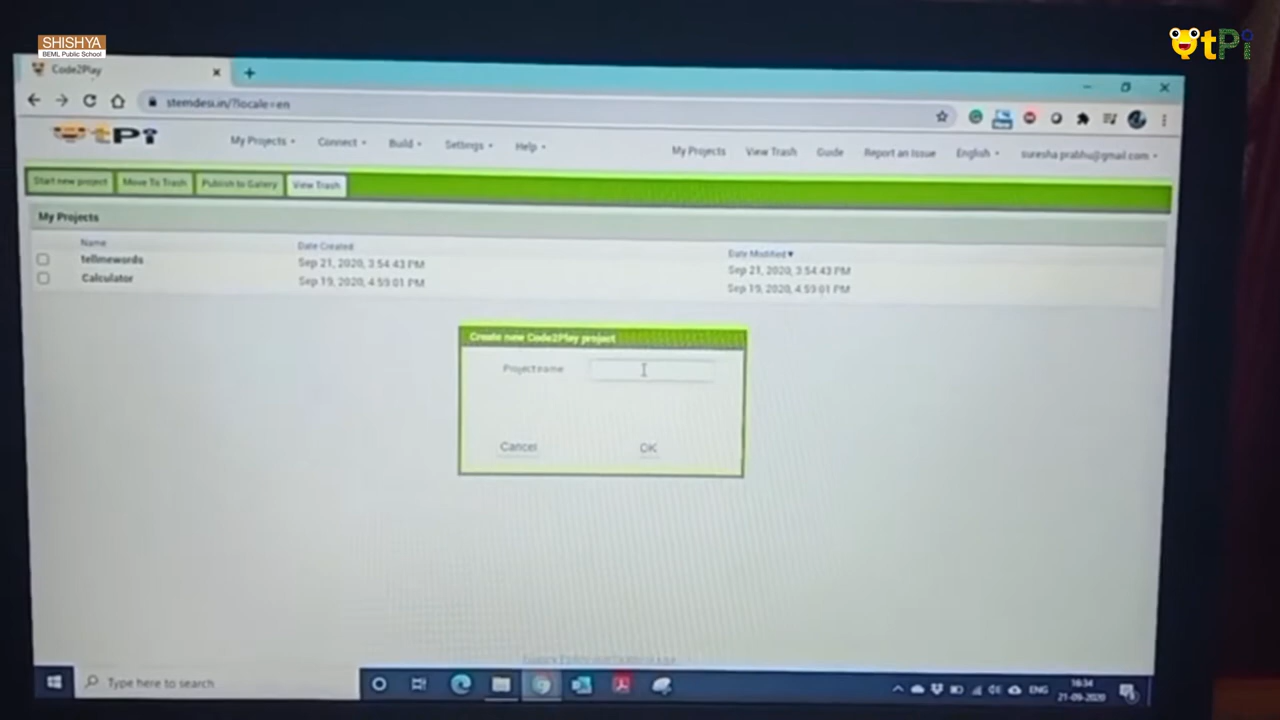 SHISHYA
BEML Public School
QtPi
Code2Play
stemdesi.in/?locale=en
QtPi
My Projects Connect Build Settings Help My Projects View Trash Guide Report an Issue English suresha.prabhu@gmail.com
Start new project Move To Trash Publish to Gallery View Trash
My Projects
Name Date Created Date Modified
tellmewords Sep 21, 2020, 3:54:43 PM Sep 21, 2020, 3:54:43 PM
Calculator Sep 19, 2020, 4:59:01 PM Sep 19, 2020, 4:59:01 PM
Create new Code2Play project
Project name
Cancel OK
Type here to search
ENG
16:34
21-09-2020